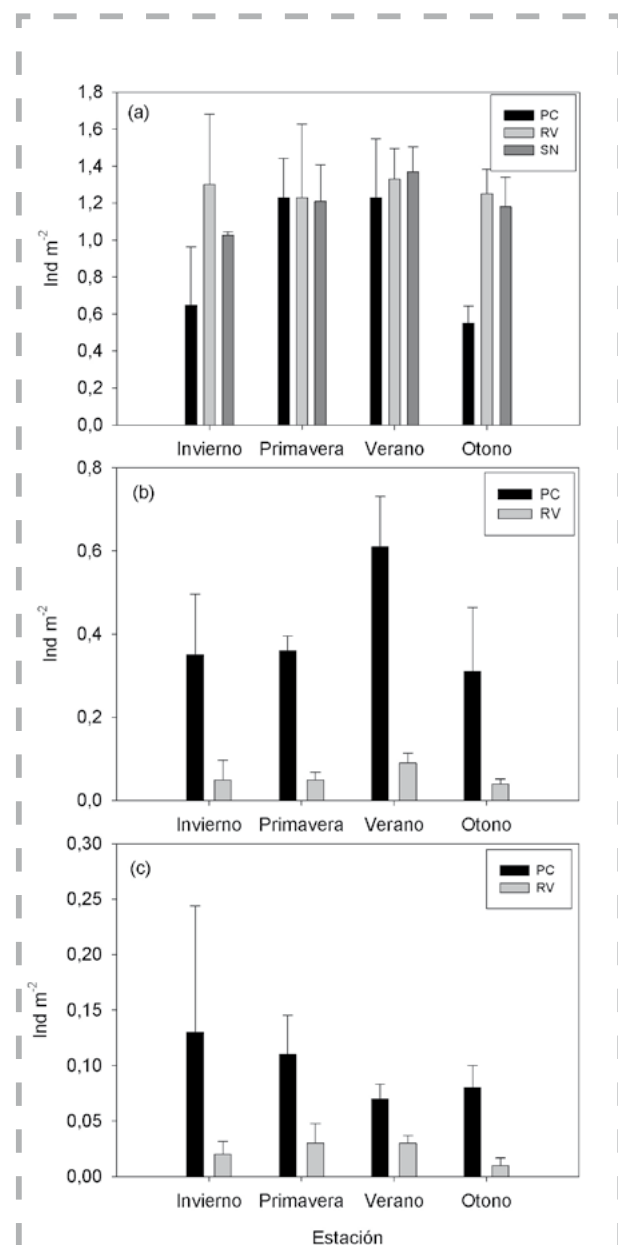 (a)
PC
RV
SN
1,8
1,6
1,4
1,2
1,0
0,8
0,6
0,4
0,2
0,0
Ind m-2
Invierno Primavera Verano Otono
(b)
PC
RV
0,8
0,6
0,4
0,2
0,0
Ind m-2
Invierno Primavera Verano Otono
(c)
PC
RV
0,30
0,25
0,20
0,15
0,10
0,05
0,00
Ind m-2
Invierno Primavera Verano Otono
Estación